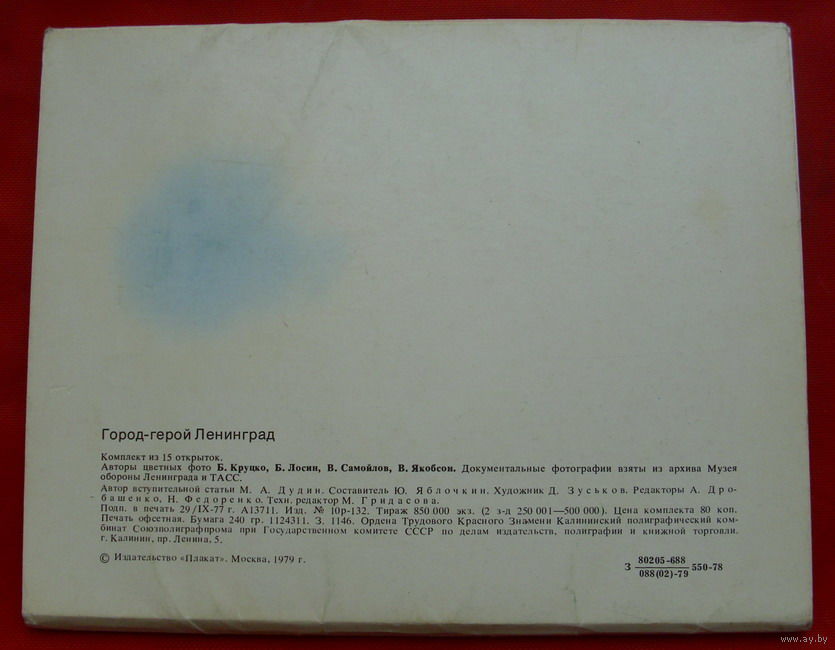 Город-герой Ленинград
Комплект из 15 открыток.
Авторы цветных фото Б. Круцко, Б. Лосин, В. Самойлов, В. Якобсон. Документальные фотографии взяты из архива Музея
обороны Ленинграда и ТАСС.
Автор вступительной статьи М. А. Дудин. Составитель Ю. Яблочкин. Художник Д. Зуськов. Редакторы А. Дро-
башенко, Н. Федоренко. Техн. редактор М. Гридасова.
Подп. в печать 29/IX-77 г. А13711. Изд. № 10р-132. Тираж 850 000 экз. (2 з-д 250 001—500 000). Цена комплекта 80 коп.
Печать офсетная. Бумага 240 гр. 1124311. З. 1146. Ордена Трудового Красного Знамени Калининский полиграфический ком-
бинат Союзполиграфпрома при Государственном комитете СССР по делам издательств, полиграфии и книжной торговли.
г. Калинин, пр. Ленина, 5.
© Издательство «Плакат». Москва, 1979 г.
З 80205-688 / 088(02)-79 550-78
www.ay.by